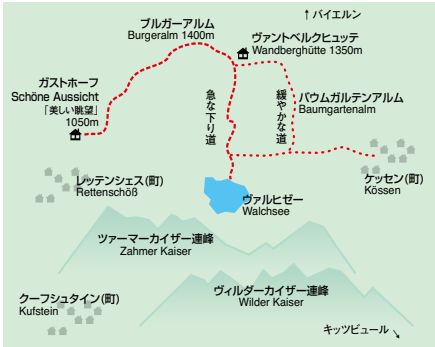 ↑バイエルン
ブルガーアルム
Burgeralm 1400m
ヴァントベルクヒュッテ
Wandberghütte 1350m
ガストホーフ
Schöne Aussicht
「美しい眺望」
1050m
急な下り道
緩やかな道
バウムガルテンアルム
Baumgartenalm
レッテンシェス(町)
Rettenschöß
ケッセン(町)
Kössen
ヴァルヒゼー
Walchsee
ツァーマーカイザー連峰
Zahmer Kaiser
クーフシュタイン(町)
Kufstein
ヴィルダーカイザー連峰
Wilder Kaiser
キッツビュール↘